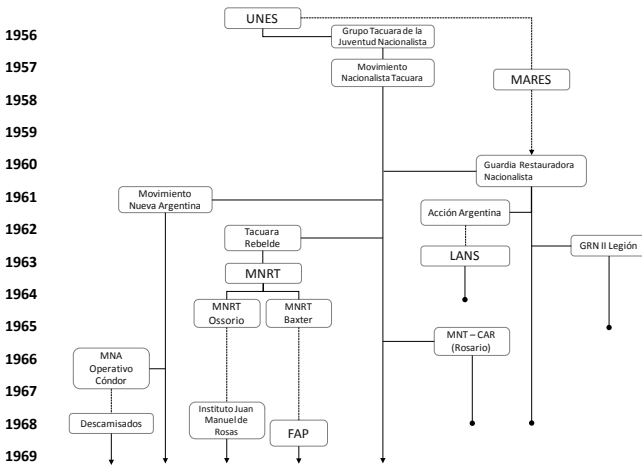 UNES
1956
Grupo Tacuara de la
Juventud Nacionalista
1957
Movimiento
Nacionalista Tacuara
MARES
1958
1959
1960
Guardia Restauradora
Nacionalista
1961
Movimiento
Nueva Argentina
Acción Argentina
1962
Tacuara
Rebelde
GRN II Legión
1963
MNRT
LANS
1964
MNRT
Ossorio
MNRT
Baxter
1965
MNT – CAR
(Rosario)
1966
MNA
Operativo
Cóndor
1967
1968
Descamisados
Instituto Juan
Manuel de
Rosas
FAP
1969